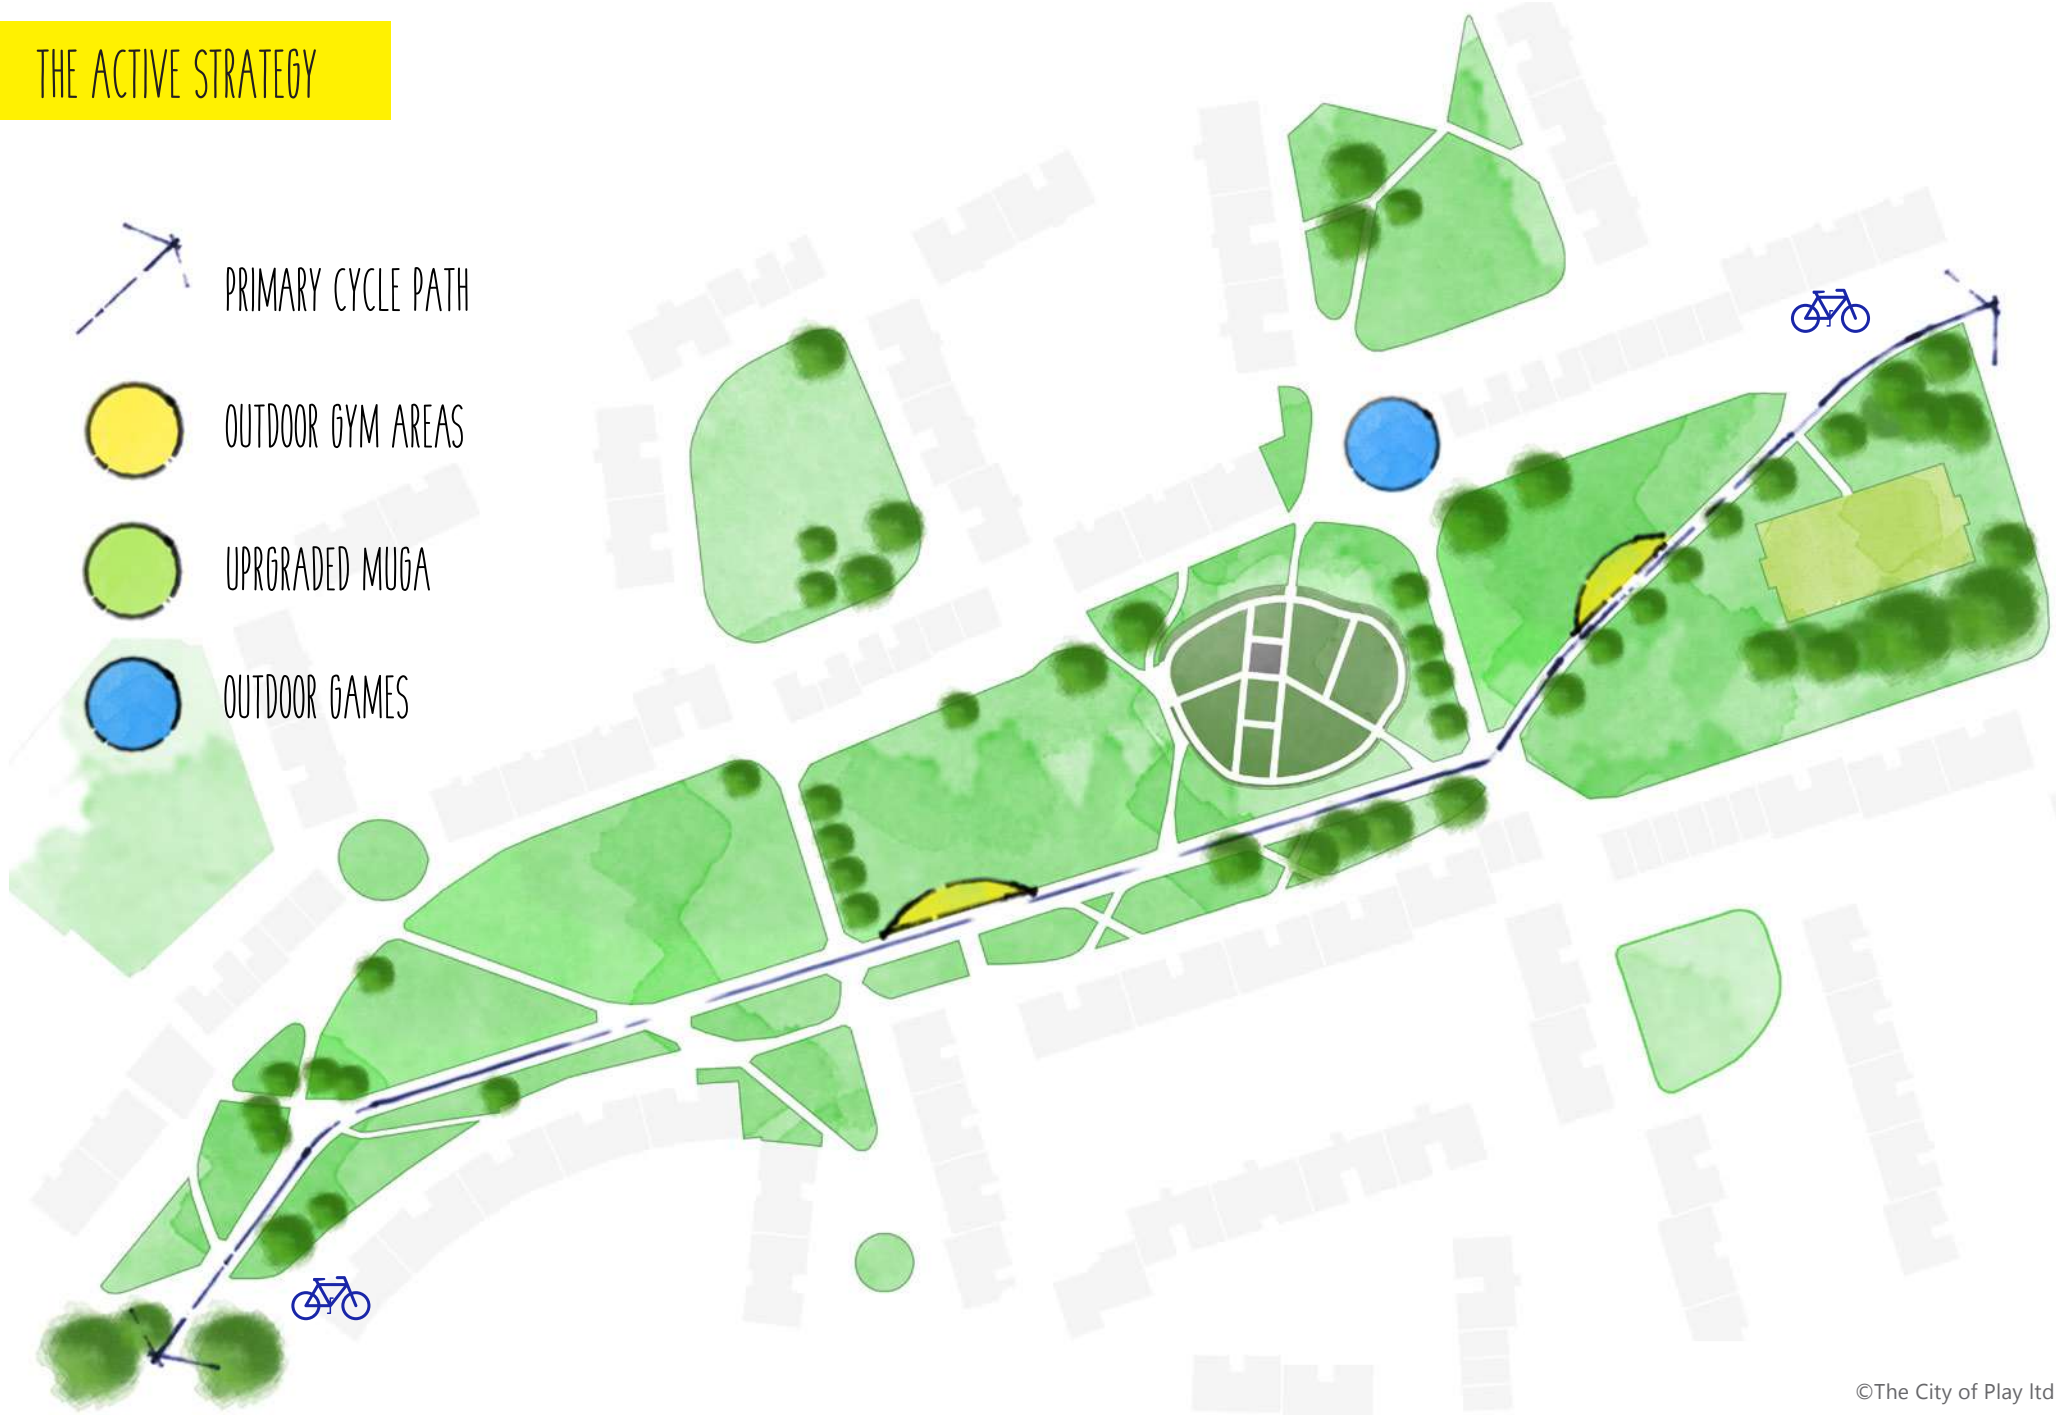 THE ACTIVE STRATEGY
PRIMARY CYCLE PATH
OUTDOOR GYM AREAS
UPRGRADED MUGA
OUTDOOR GAMES
©The City of Play ltd